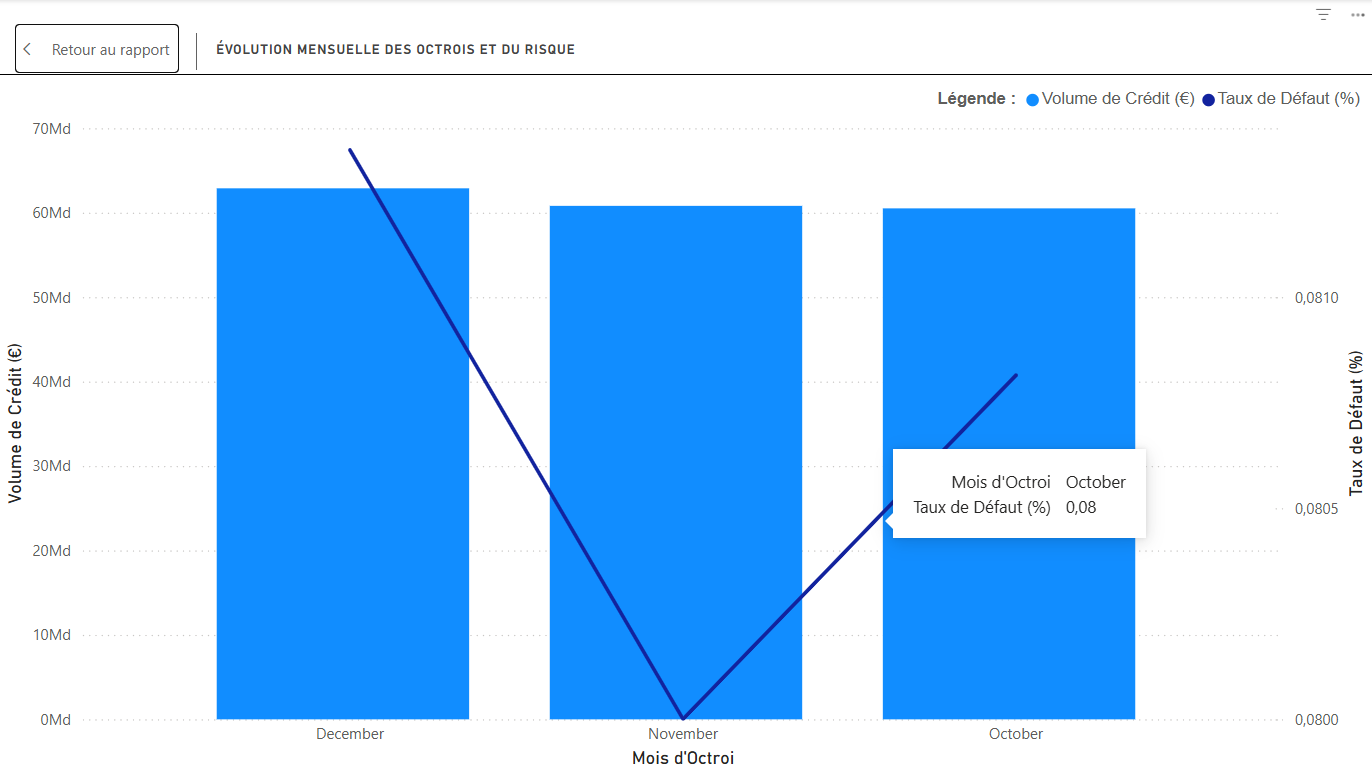 Retour au rapport
ÉVOLUTION MENSUELLE DES OCTROIS ET DU RISQUE
Légende : Volume de Crédit (€) Taux de Défaut (%)
70Md
60Md
50Md
40Md
30Md
20Md
10Md
0Md
Volume de Crédit (€)
0,0810
0,0805
0,0800
Taux de Défaut (%)
Mois d'Octroi October
Taux de Défaut (%) 0,08
December November October
Mois d'Octroi